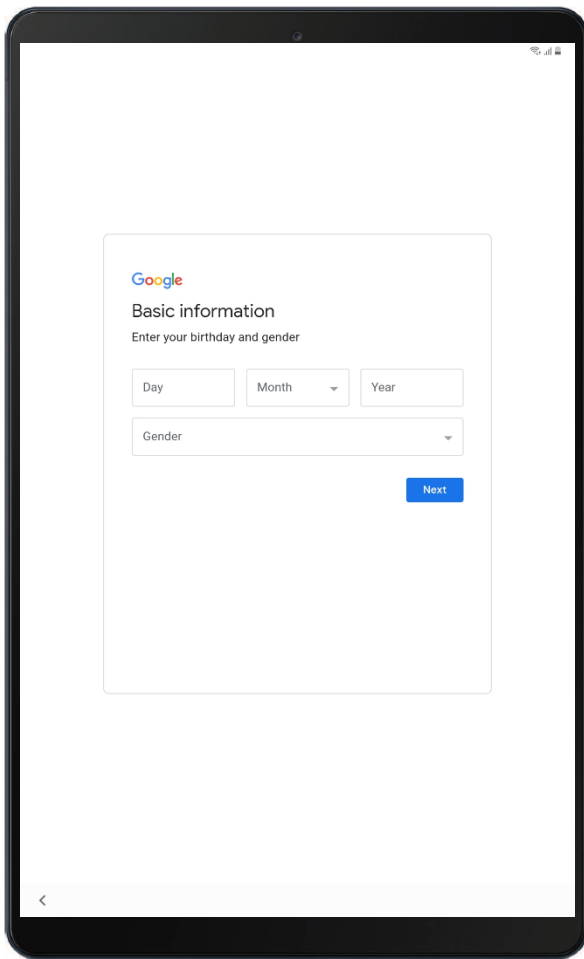 Google
Basic information
Enter your birthday and gender
Day Month Year
Gender
Next